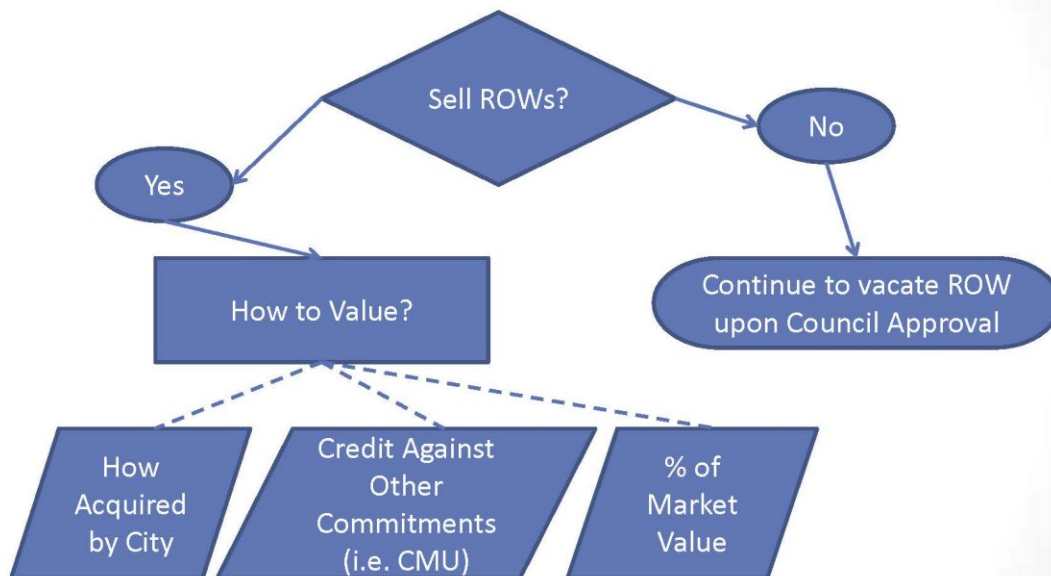 Sell ROWs?
No
Yes
How to Value?
Continue to vacate ROW
upon Council Approval
How
Acquired
by City
Credit Against
Other
Commitments
(i.e. CMU)
% of
Market
Value